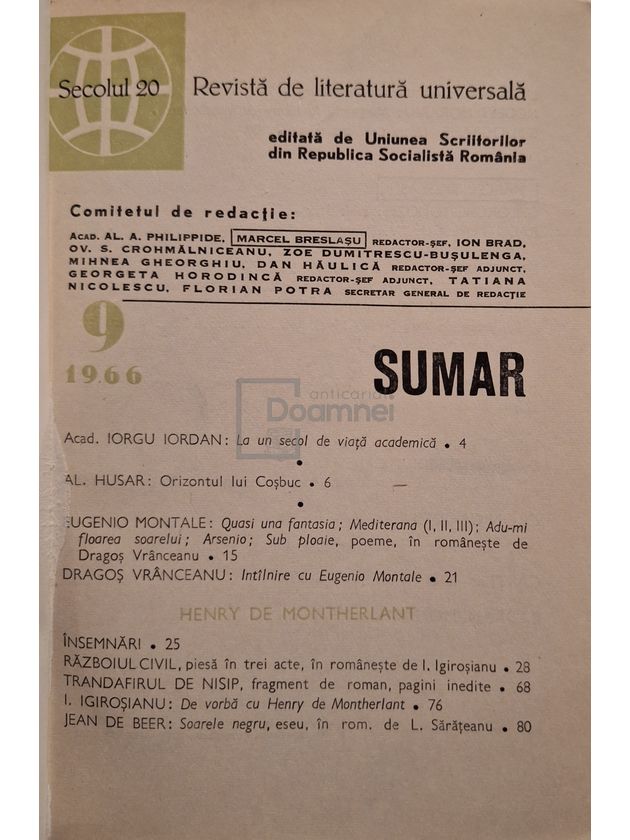 Secolul 20 Revistă de literatură universală
editată de Uniunea Scriitorilor
din Republica Socialistă România
Comitetul de redacție:
ACAD. AL. A. PHILIPPIDE, MARCEL BRESLAȘU REDACTOR-ȘEF, ION BRAD,
OV. S. CROHMĂLNICEANU, ZOE DUMITRESCU-BUȘULENGA,
MIHNEA GHEORGHIU, DAN HĂULICĂ REDACTOR-ȘEF ADJUNCT,
GEORGETA HORODINCĂ REDACTOR-ȘEF ADJUNCT, TATIANA
NICOLESCU, FLORIAN POTRA SECRETAR GENERAL DE REDACȚIE
9
1966
SUMAR
anticariat
Doamnei
Acad. IORGU IORDAN: La un secol de viață academică • 4
•
AL. HUSAR: Orizontul lui Coșbuc • 6
•
EUGENIO MONTALE: Quasi una fantasia; Mediterana (I, II, III); Adu-mi
floarea soarelui; Arsenio; Sub ploaie, poeme, în românește de
Dragoș Vrânceanu • 15
DRAGOȘ VRÂNCEANU: Intîlnire cu Eugenio Montale • 21
HENRY DE MONTHERLANT
ÎNSEMNĂRI • 25
RĂZBOIUL CIVIL, piesă în trei acte, în românește de I. Igiroșianu • 28
TRANDAFIRUL DE NISIP, fragment de roman, pagini inedite • 68
I. IGIROȘIANU: De vorbă cu Henry de Montherlant • 76
JEAN DE BEER: Soarele negru, eseu, în rom. de L. Sărățeanu • 80